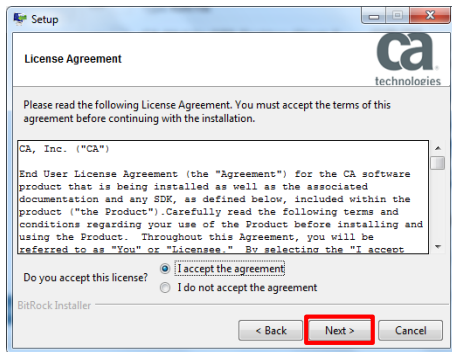 Setup
License Agreement
ca
technologies
Please read the following License Agreement. You must accept the terms of this
agreement before continuing with the installation.
CA, Inc. ("CA")
End User License Agreement (the "Agreement") for the CA software
product that is being installed as well as the associated
documentation and any SDK, as defined below, included within the
product ("the Product").Carefully read the following terms and
conditions regarding your use of the Product before installing and
using the Product.  Throughout this Agreement, you will be
referred to as "You" or "Licensee."  By selecting the "I accept
Do you accept this license?
I accept the agreement
I do not accept the agreement
BitRock Installer
< Back
Next >
Cancel